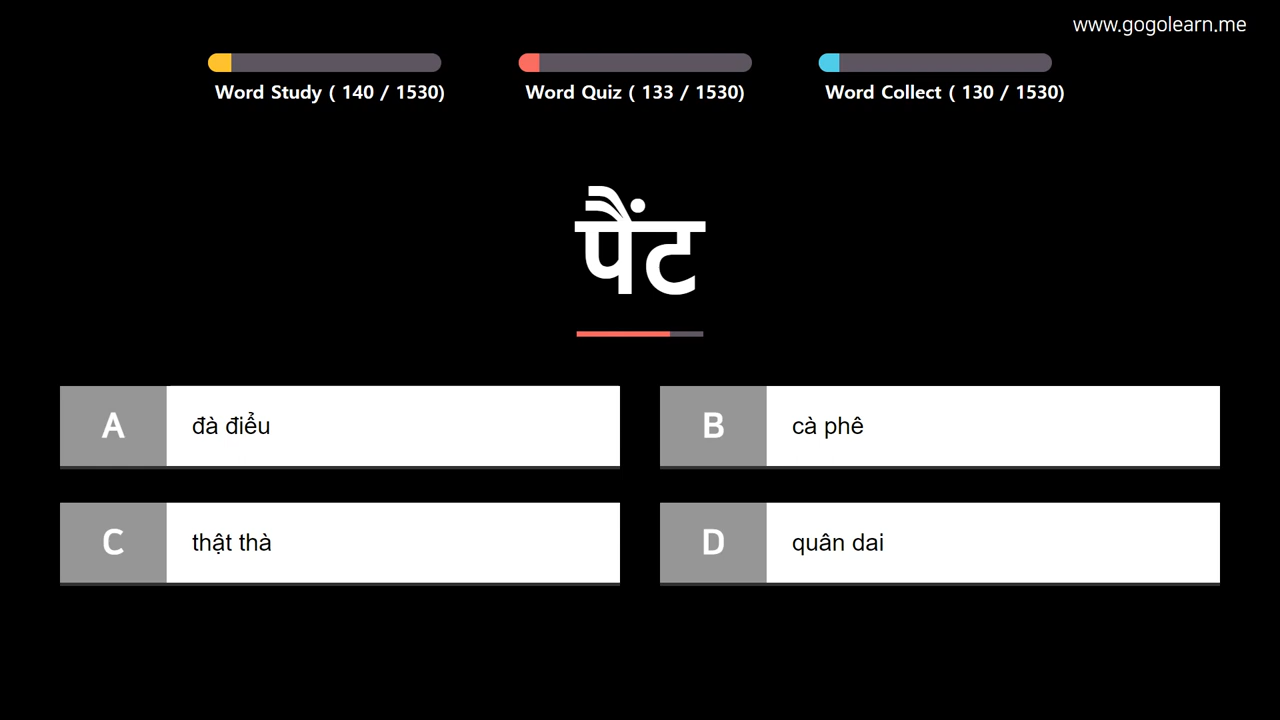 www.gogolearn.me
Word Study ( 140 / 1530)
Word Quiz ( 133 / 1530)
Word Collect ( 130 / 1530)
पैंट
A đà điểu
B cà phê
C thật thà
D quân dai